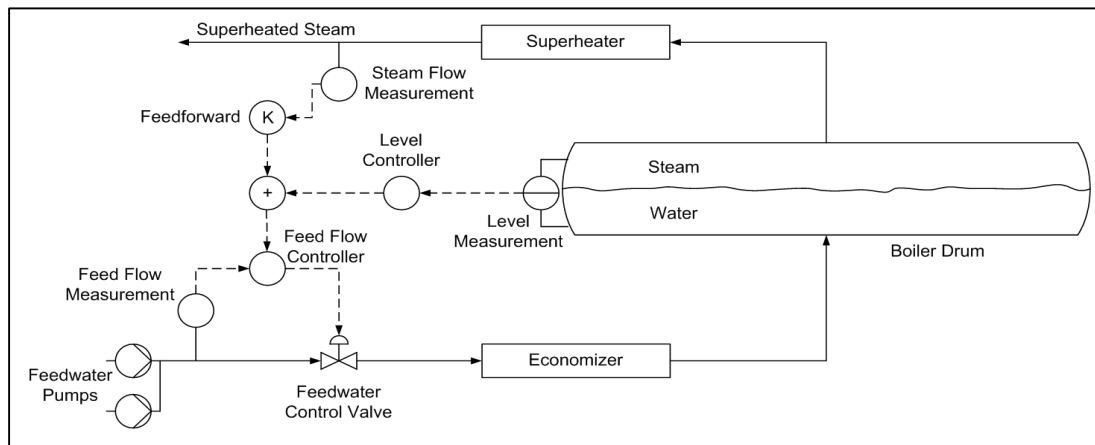 Superheated Steam
Superheater
Steam Flow
Measurement
Feedforward
K
Level
Controller
Steam
+
Water
Level
Measurement
Feed Flow
Controller
Boiler Drum
Feed Flow
Measurement
Economizer
Feedwater
Pumps
Feedwater
Control Valve